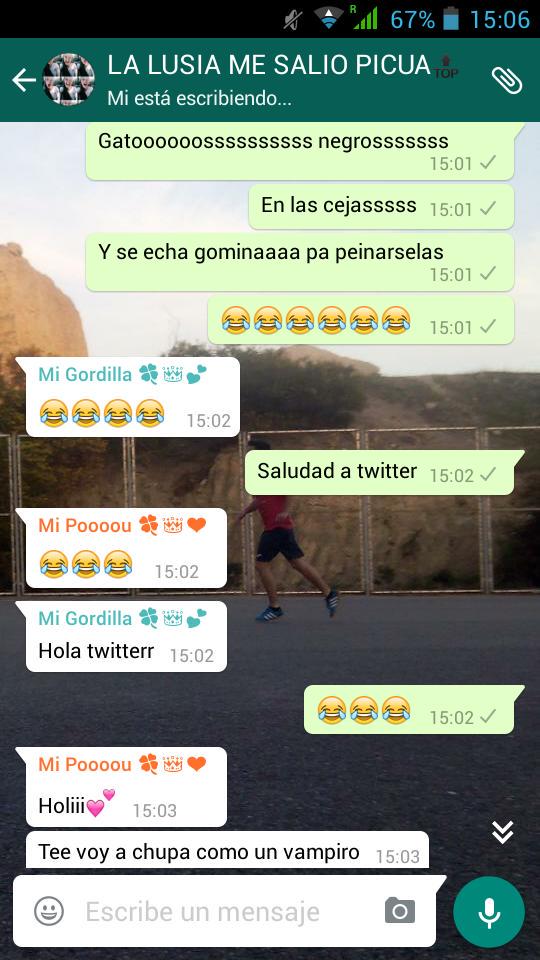 R
67%
15:06
LA LUSIA ME SALIO PICUA TOP
Mi está escribiendo...
Gatoooooossssssssss negrosssssss
15:01
En las cejasssss 15:01
Y se echa gominaaaa pa peinarselas
15:01
😂😂😂😂😂😂 15:01
Mi Gordilla 🍀👑💕
😂😂😂😂 15:02
Saludad a twitter 15:02
Mi Poooou 🍀👑❤
😂😂😂 15:02
Mi Gordilla 🍀👑💕
Hola twitterr 15:02
😂😂😂 15:02
Mi Poooou 🍀👑❤
Holiii💕 15:03
Tee voy a chupa como un vampiro 15:03
Escribe un mensaje